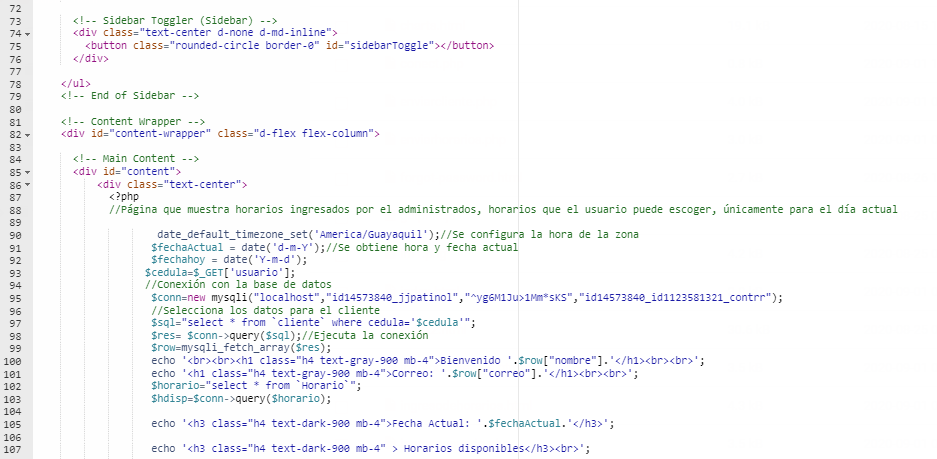 72
73 <!-- Sidebar Toggler (Sidebar) -->
74 <div class="text-center d-none d-md-inline">
75 <button class="rounded-circle border-0" id="sidebarToggle"></button>
76 </div>
77
78 </ul>
79 <!-- End of Sidebar -->
80
81 <!-- Content Wrapper -->
82 <div id="content-wrapper" class="d-flex flex-column">
83
84 <!-- Main Content -->
85 <div id="content">
86 <div class="text-center">
87 <?php
88 //Página que muestra horarios ingresados por el administrados, horarios que el usuario puede escoger, únicamente para el día actual
89
90 date_default_timezone_set('America/Guayaquil');//Se configura la hora de la zona
91 $fechaActual = date('d-m-Y');//Se obtiene hora y fecha actual
92 $fechahoy = date('Y-m-d');
93 $cedula=$_GET['usuario'];
94 //Conexión con la base de datos
95 $conn=new mysqli("localhost","id14573840_jjpatinol","^yg6M1Ju>1Mm*sKS","id14573840_id1123581321_contrr");
96 //Selecciona los datos para el cliente
97 $sql="select * from `cliente` where cedula='$cedula'";
98 $res= $conn->query($sql);//Ejecuta la conexión
99 $row=mysqli_fetch_array($res);
100 echo '<br><br><h1 class="h4 text-gray-900 mb-4">Bienvenido '.$row["nombre"].'</h1><br><br>';
101 echo '<h1 class="h4 text-gray-900 mb-4">Correo: '.$row["correo"].'</h1><br><br>';
102 $horario="select * from `Horario`";
103 $hdisp=$conn->query($horario);
104
105 echo '<h3 class="h4 text-dark-900 mb-4">Fecha Actual: '.$fechaActual.'</h3>';
106
107 echo '<h3 class="h4 text-dark-900 mb-4" > Horarios disponibles</h3><br>';